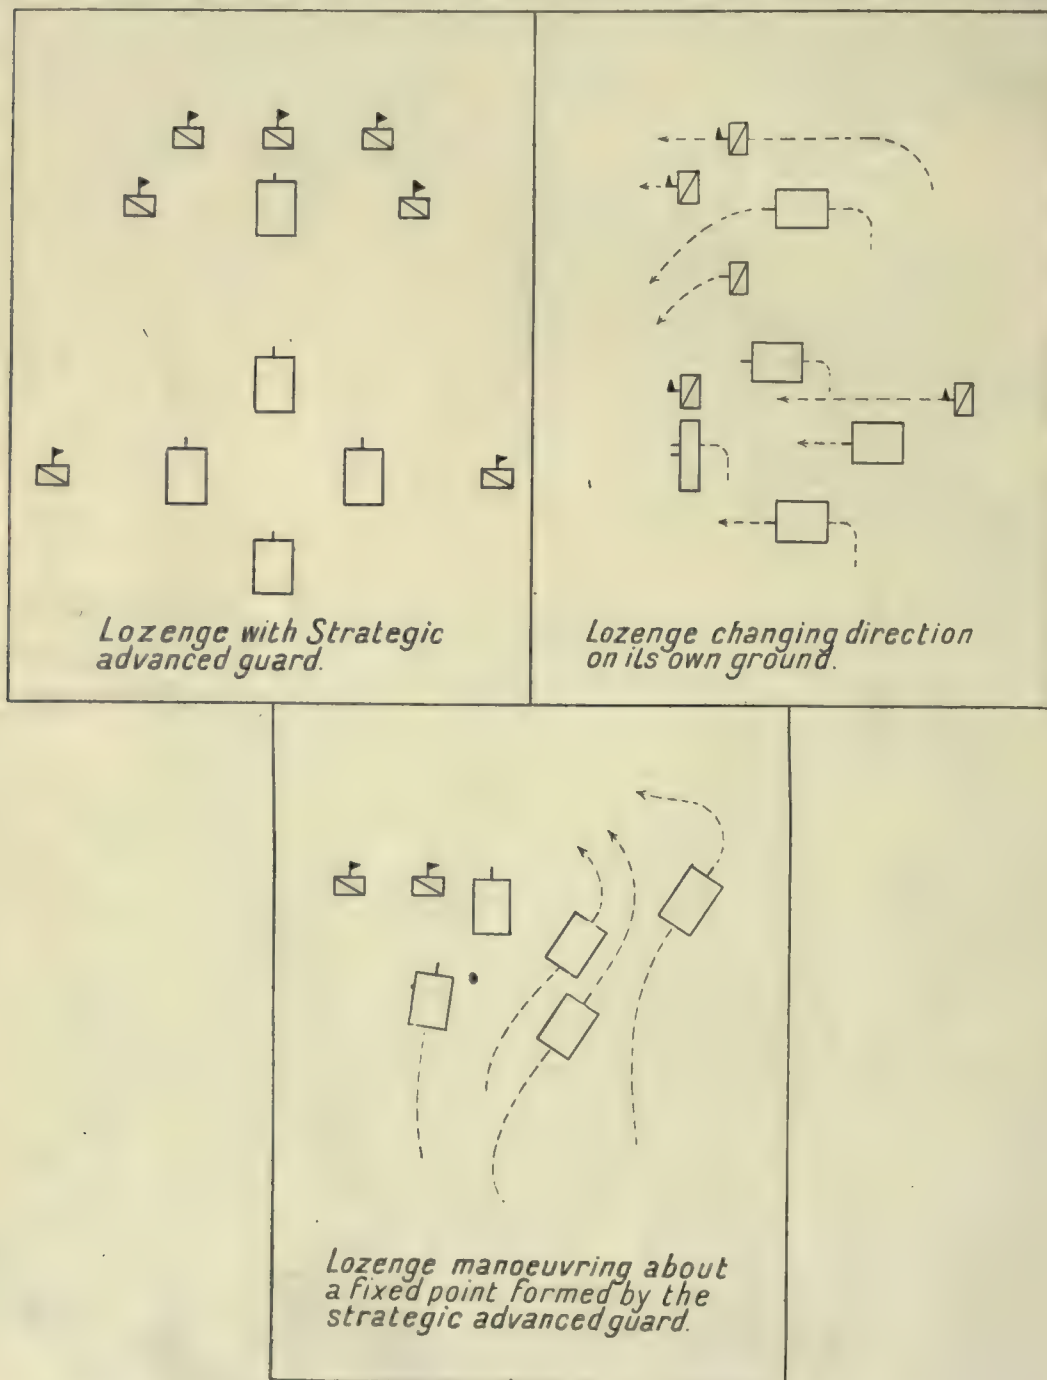 Lozenge with Strategic
advanced guard.
Lozenge changing direction
on its own ground.
Lozenge manoeuvring about
a fixed point formed by the
strategic advanced guard.